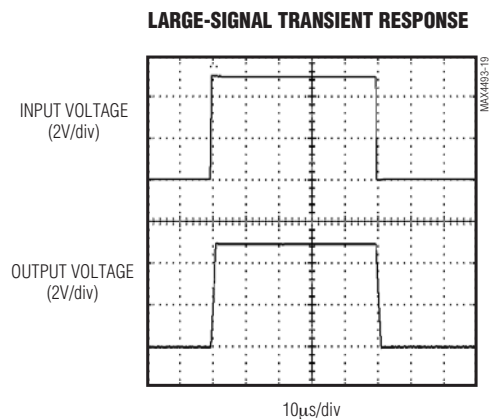 LARGE-SIGNAL TRANSIENT RESPONSE
MAX4493-19
INPUT VOLTAGE
(2V/div)
OUTPUT VOLTAGE
(2V/div)
10μs/div